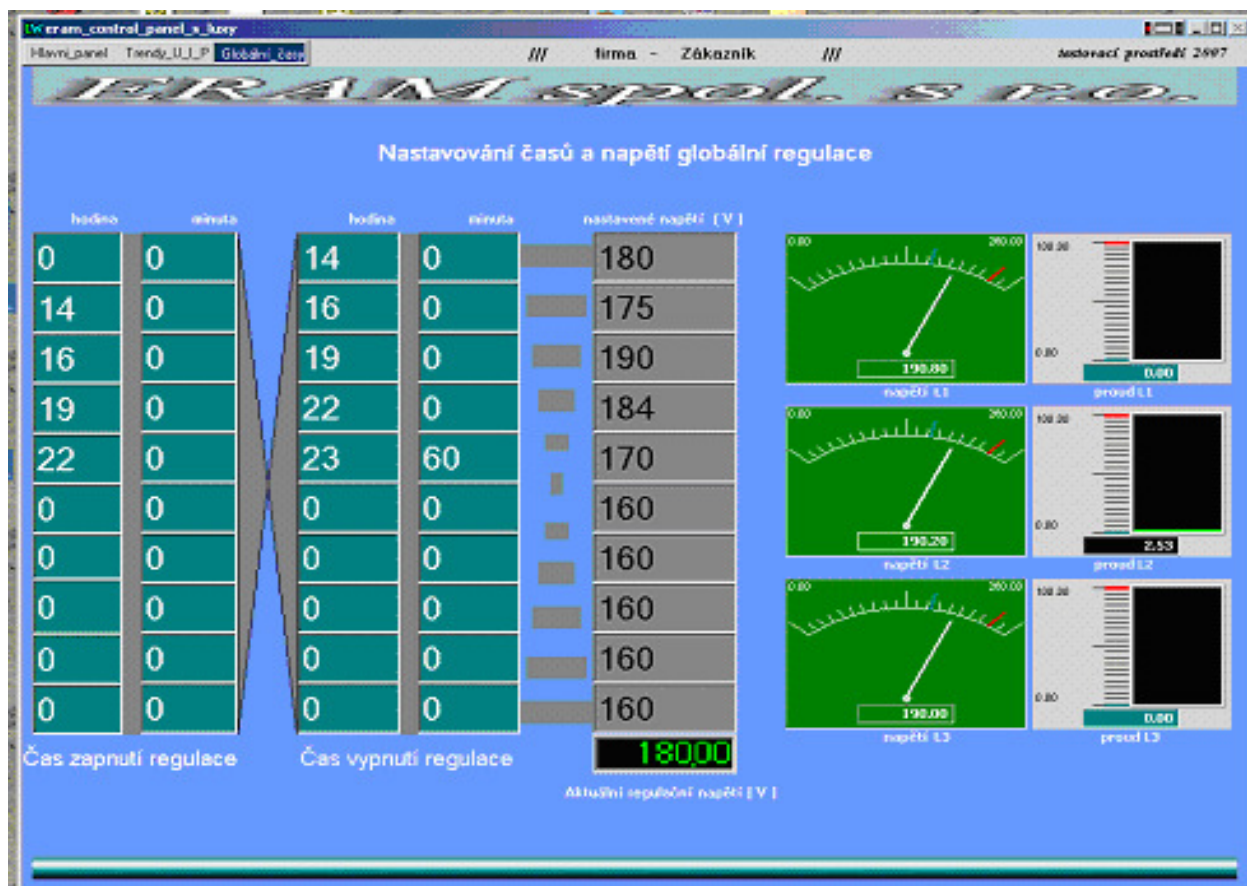 eram_control_panel_s_luxy
Hlavni_panel Trendy_U_I_P Globální_časy /// firma - Zákazník /// testovací prostředí 2007
ERAM spol. s r.o.
Nastavování časů a napětí globální regulace
hodina minuta hodina minuta nastavené napětí [V]
0 0 14 0 180
14 0 16 0 175
16 0 19 0 190
19 0 22 0 184
22 0 23 60 170
0 0 0 0 160
0 0 0 0 160
0 0 0 0 160
0 0 0 0 160
0 0 0 0 160
Čas zapnutí regulace Čas vypnutí regulace 180,00
Aktuální regulační napětí [V]
0.00 260.00 100.00
0.00
190.80 0.00
napětí L1 proud L1
0.00 260.00 100.00
0.00
190.20 2.53
napětí L2 proud L2
0.00 260.00 100.00
0.00
190.00 0.00
napětí L3 proud L3